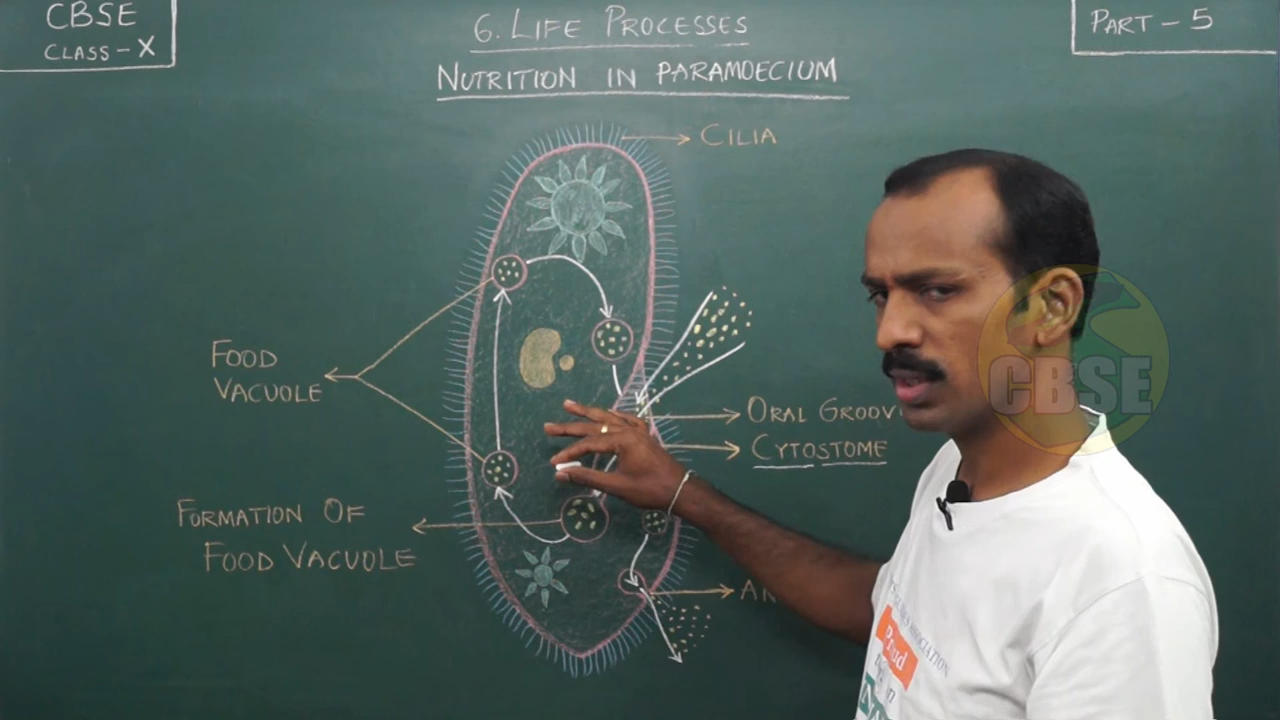 CBSE
CLASS - X
6. LIFE PROCESSES
PART - 5
NUTRITION IN PARAMOECIUM
CILIA
FOOD
VACUOLE
ORAL GROOV
CYTOSTOME
FORMATION OF
FOOD VACUOLE
AN
CBSE
ASSOCIATION